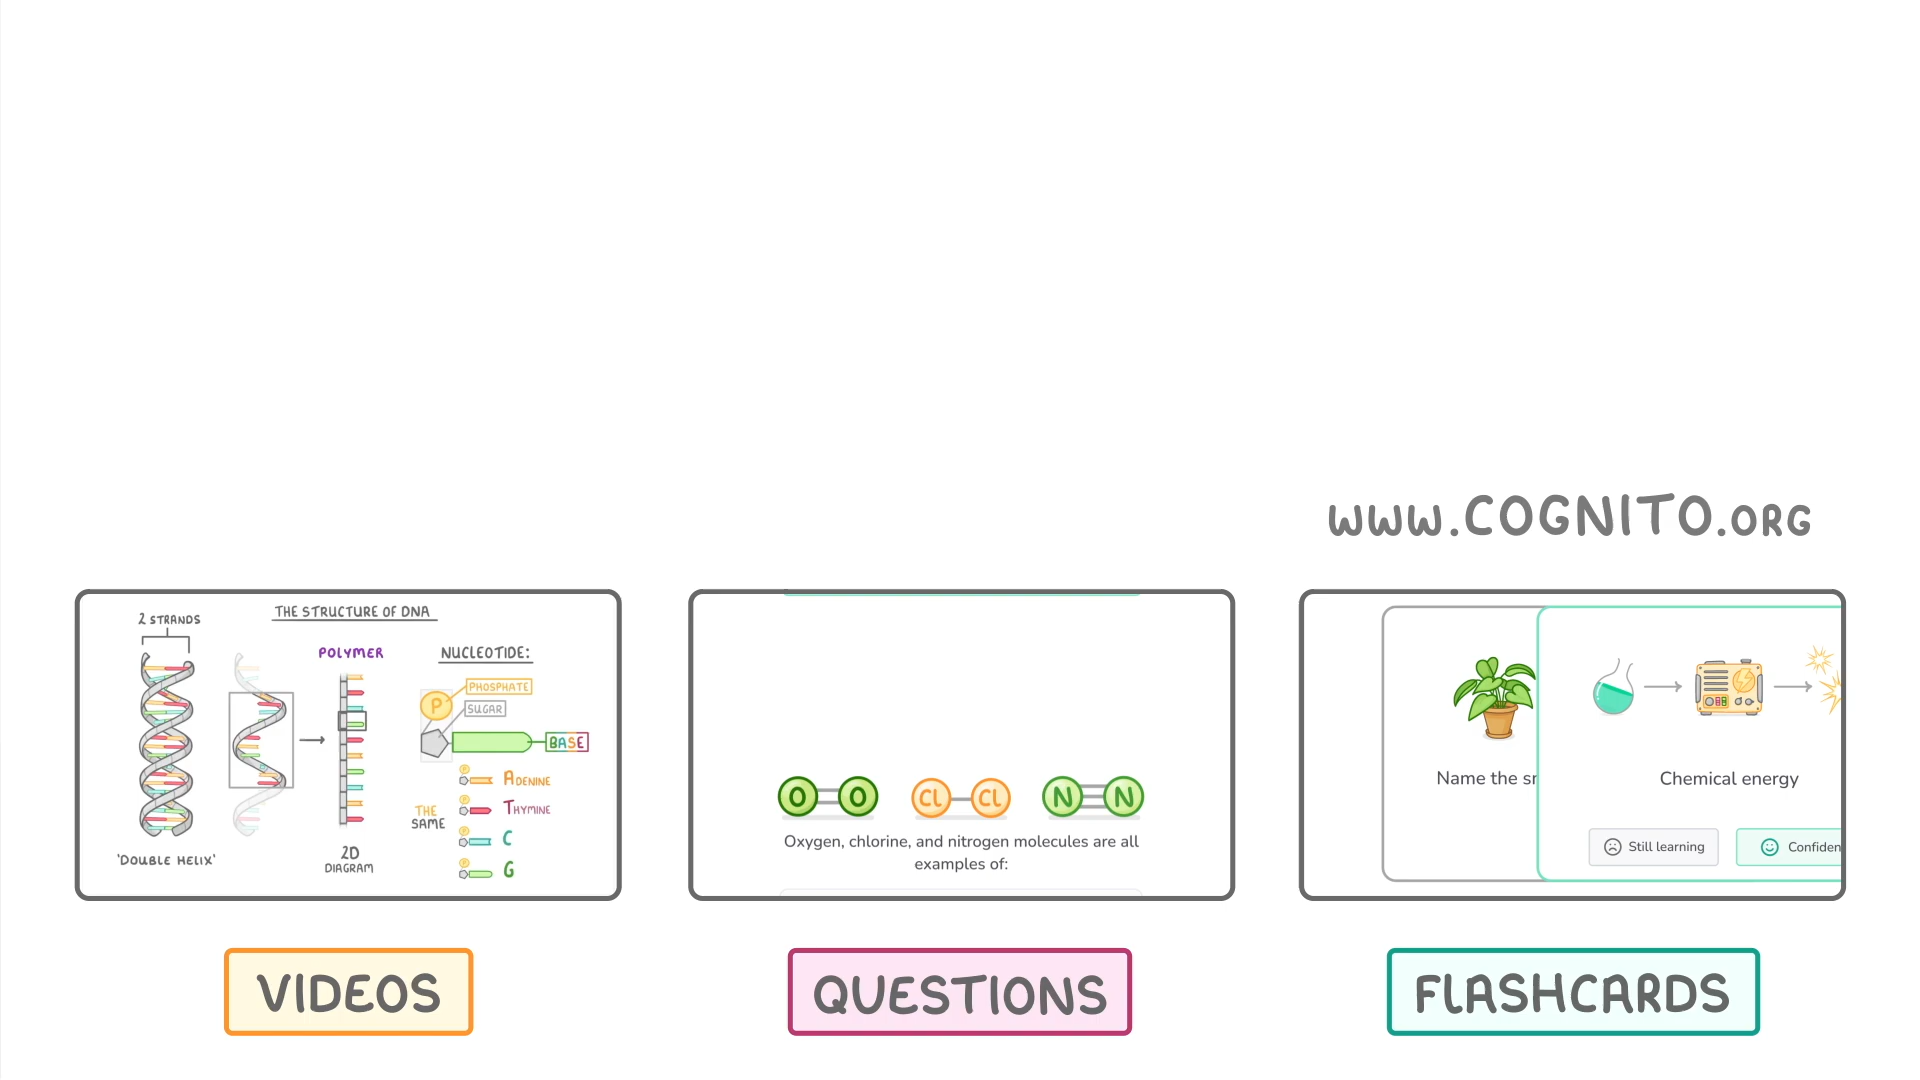 www.COGNITO.ORG
THE STRUCTURE OF DNA
2 STRANDS
POLYMER
NUCLEOTIDE:
PHOSPHATE
P
SUGAR
BASE
P
ADENINE
P
THYMINE
THE
SAME
P
C
P
G
'DOUBLE HELIX'
2D
DIAGRAM
O O Cl Cl N N
Oxygen, chlorine, and nitrogen molecules are all
examples of:
Name the
Chemical energy
Still learning
VIDEOS
QUESTIONS
FLASHCARDS